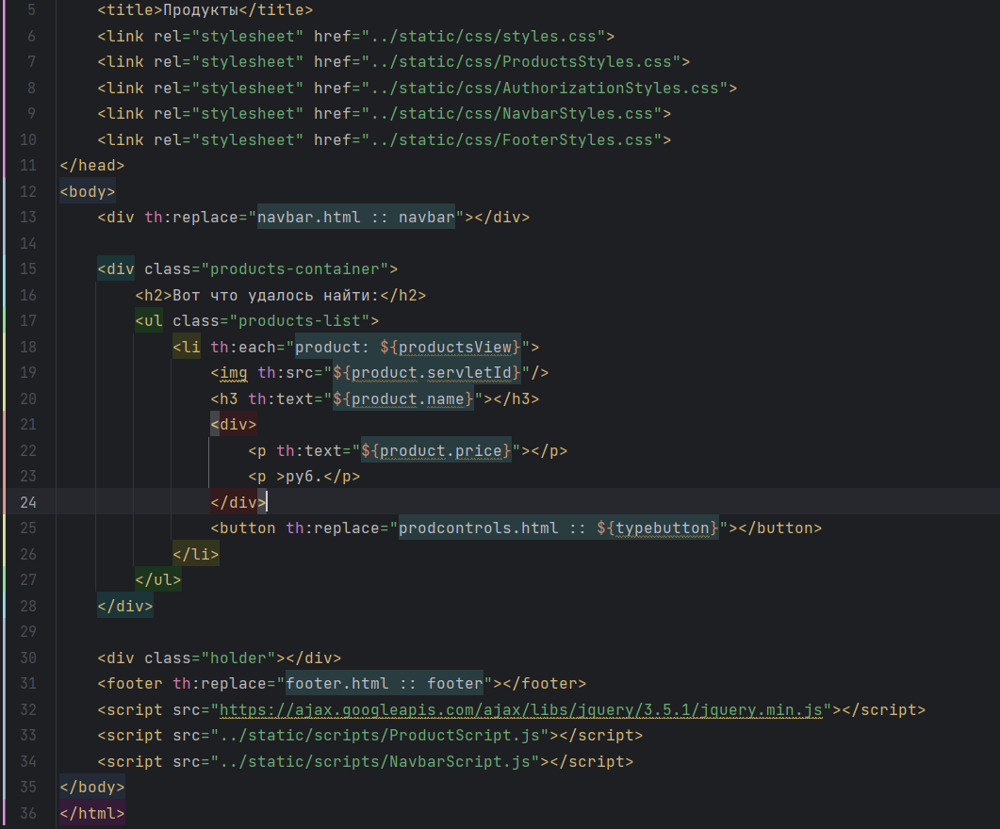 5 <title>Продукты</title>
6 <link rel="stylesheet" href="../static/css/styles.css">
7 <link rel="stylesheet" href="../static/css/ProductsStyles.css">
8 <link rel="stylesheet" href="../static/css/AuthorizationStyles.css">
9 <link rel="stylesheet" href="../static/css/NavbarStyles.css">
10 <link rel="stylesheet" href="../static/css/FooterStyles.css">
11 </head>
12 <body>
13 <div th:replace="navbar.html :: navbar"></div>
14
15 <div class="products-container">
16 <h2>Вот что удалось найти:</h2>
17 <ul class="products-list">
18 <li th:each="product: ${productsView}">
19 <img th:src="${product.servletId}"/>
20 <h3 th:text="${product.name}"></h3>
21 <div>
22 <p th:text="${product.price}"></p>
23 <p >руб.</p>
24 </div>
25 <button th:replace="prodcontrols.html :: ${typebutton}"></button>
26 </li>
27 </ul>
28 </div>
29
30 <div class="holder"></div>
31 <footer th:replace="footer.html :: footer"></footer>
32 <script src="https://ajax.googleapis.com/ajax/libs/jquery/3.5.1/jquery.min.js"></script>
33 <script src="../static/scripts/ProductScript.js"></script>
34 <script src="../static/scripts/NavbarScript.js"></script>
35 </body>
36 </html>